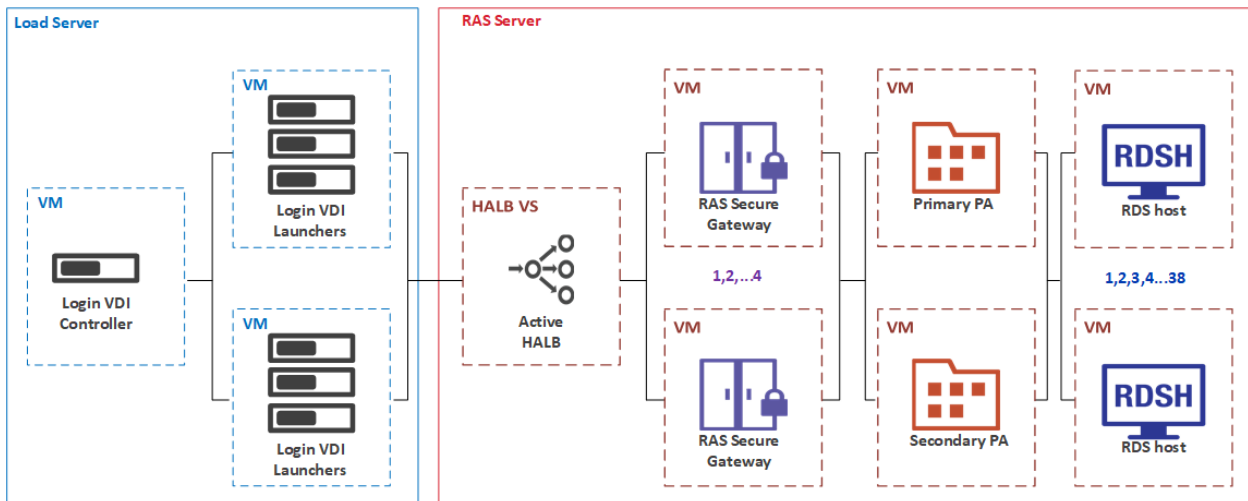 Load Server
VM
Login VDI
Controller
VM
Login VDI
Launchers
VM
Login VDI
Launchers
RAS Server
HALB VS
Active
HALB
VM
RAS Secure
Gateway
1,2,...4
VM
RAS Secure
Gateway
VM
Primary PA
VM
Secondary PA
VM
RDSH
RDS host
1,2,3,4...38
VM
RDSH
RDS host